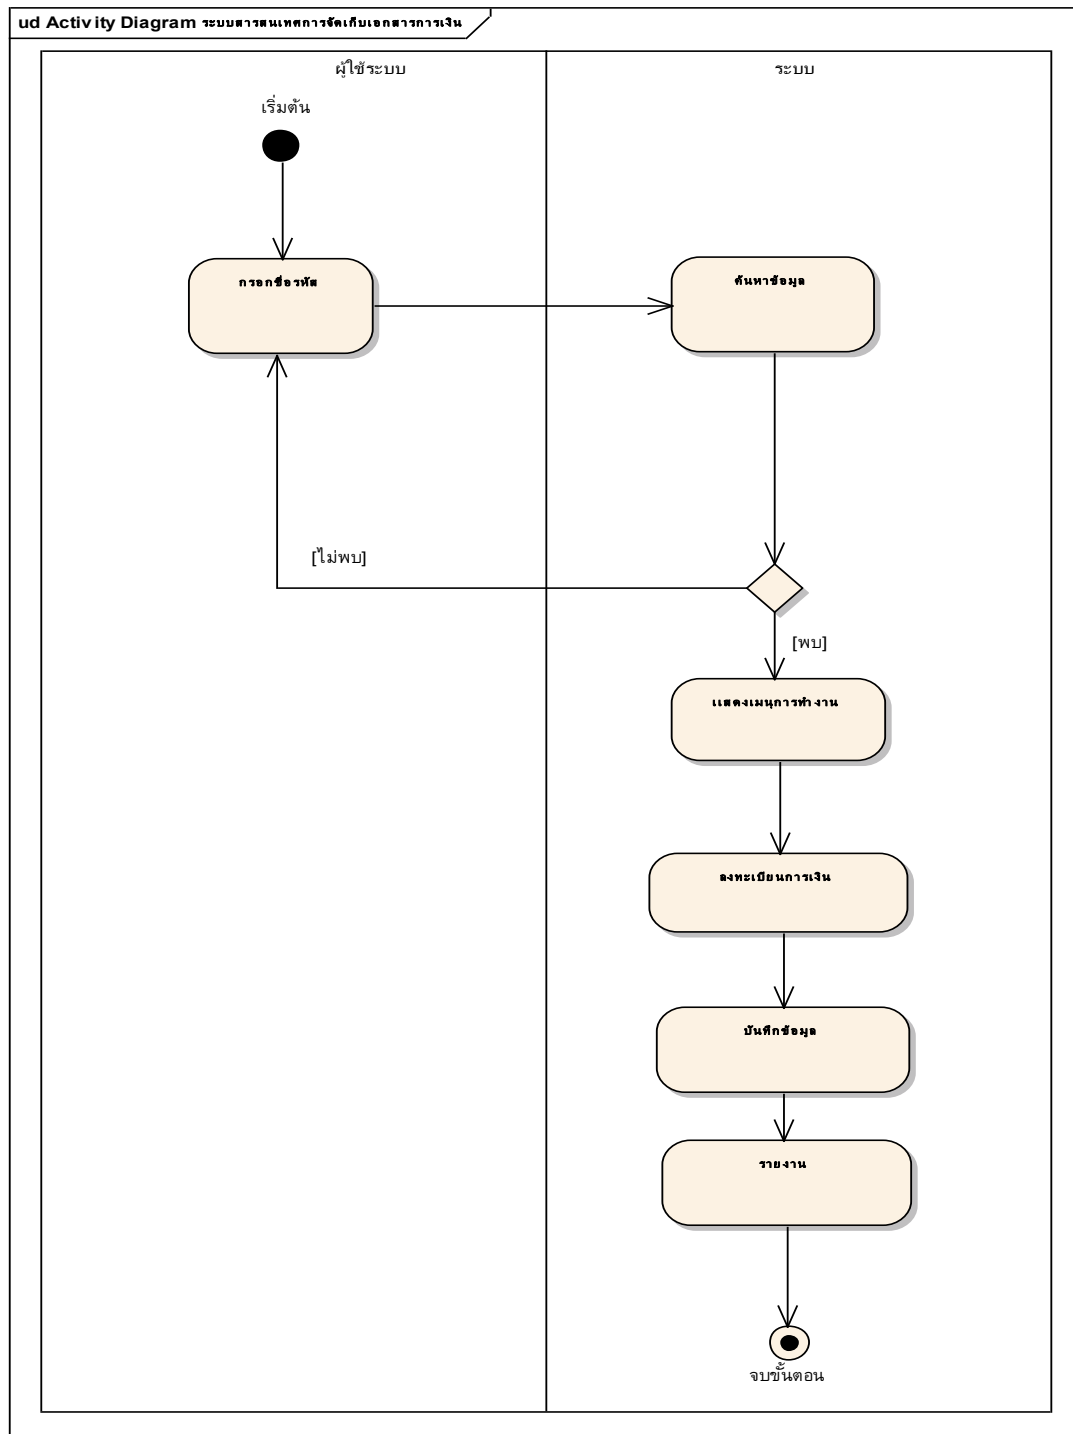 ud Activity Diagram ระบบสารสนเทศการจัดเก็บเอกสารการเงิน
ผู้ใช้ระบบ
ระบบ
เริ่มต้น
กรอกชื่อรหัส
ค้นหาข้อมูล
[ไม่พบ]
[พบ]
แสดงเมนูการทำงาน
ลงทะเบียนการเงิน
บันทึกข้อมูล
รายงาน
จบขั้นตอน